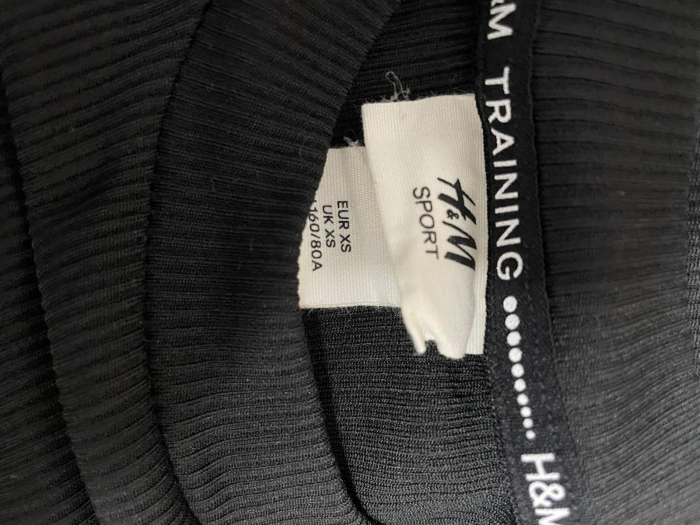 &M TRAINING ●●●●●●●●●● H&M
H&M
SPORT
EUR XS
UK XS
160/80A